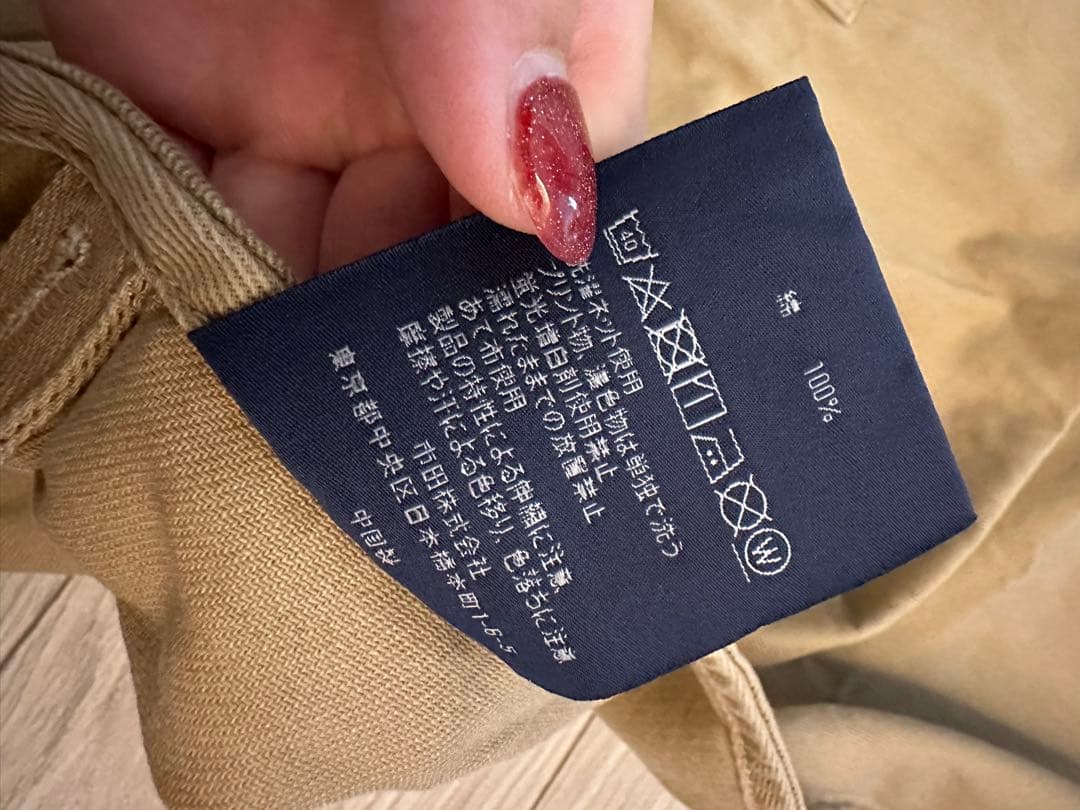 綿 100%
40
W
洗濯ネット使用
プリント物、濃色物は単独で洗う
蛍光増白剤使用禁止
濡れたままでの放置禁止
あて布使用
製品の特性による伸縮に注意
摩擦や汗による色移り、色落ちに注意
市田株式会社
東京都中央区日本橋本町1-6-5
中国製